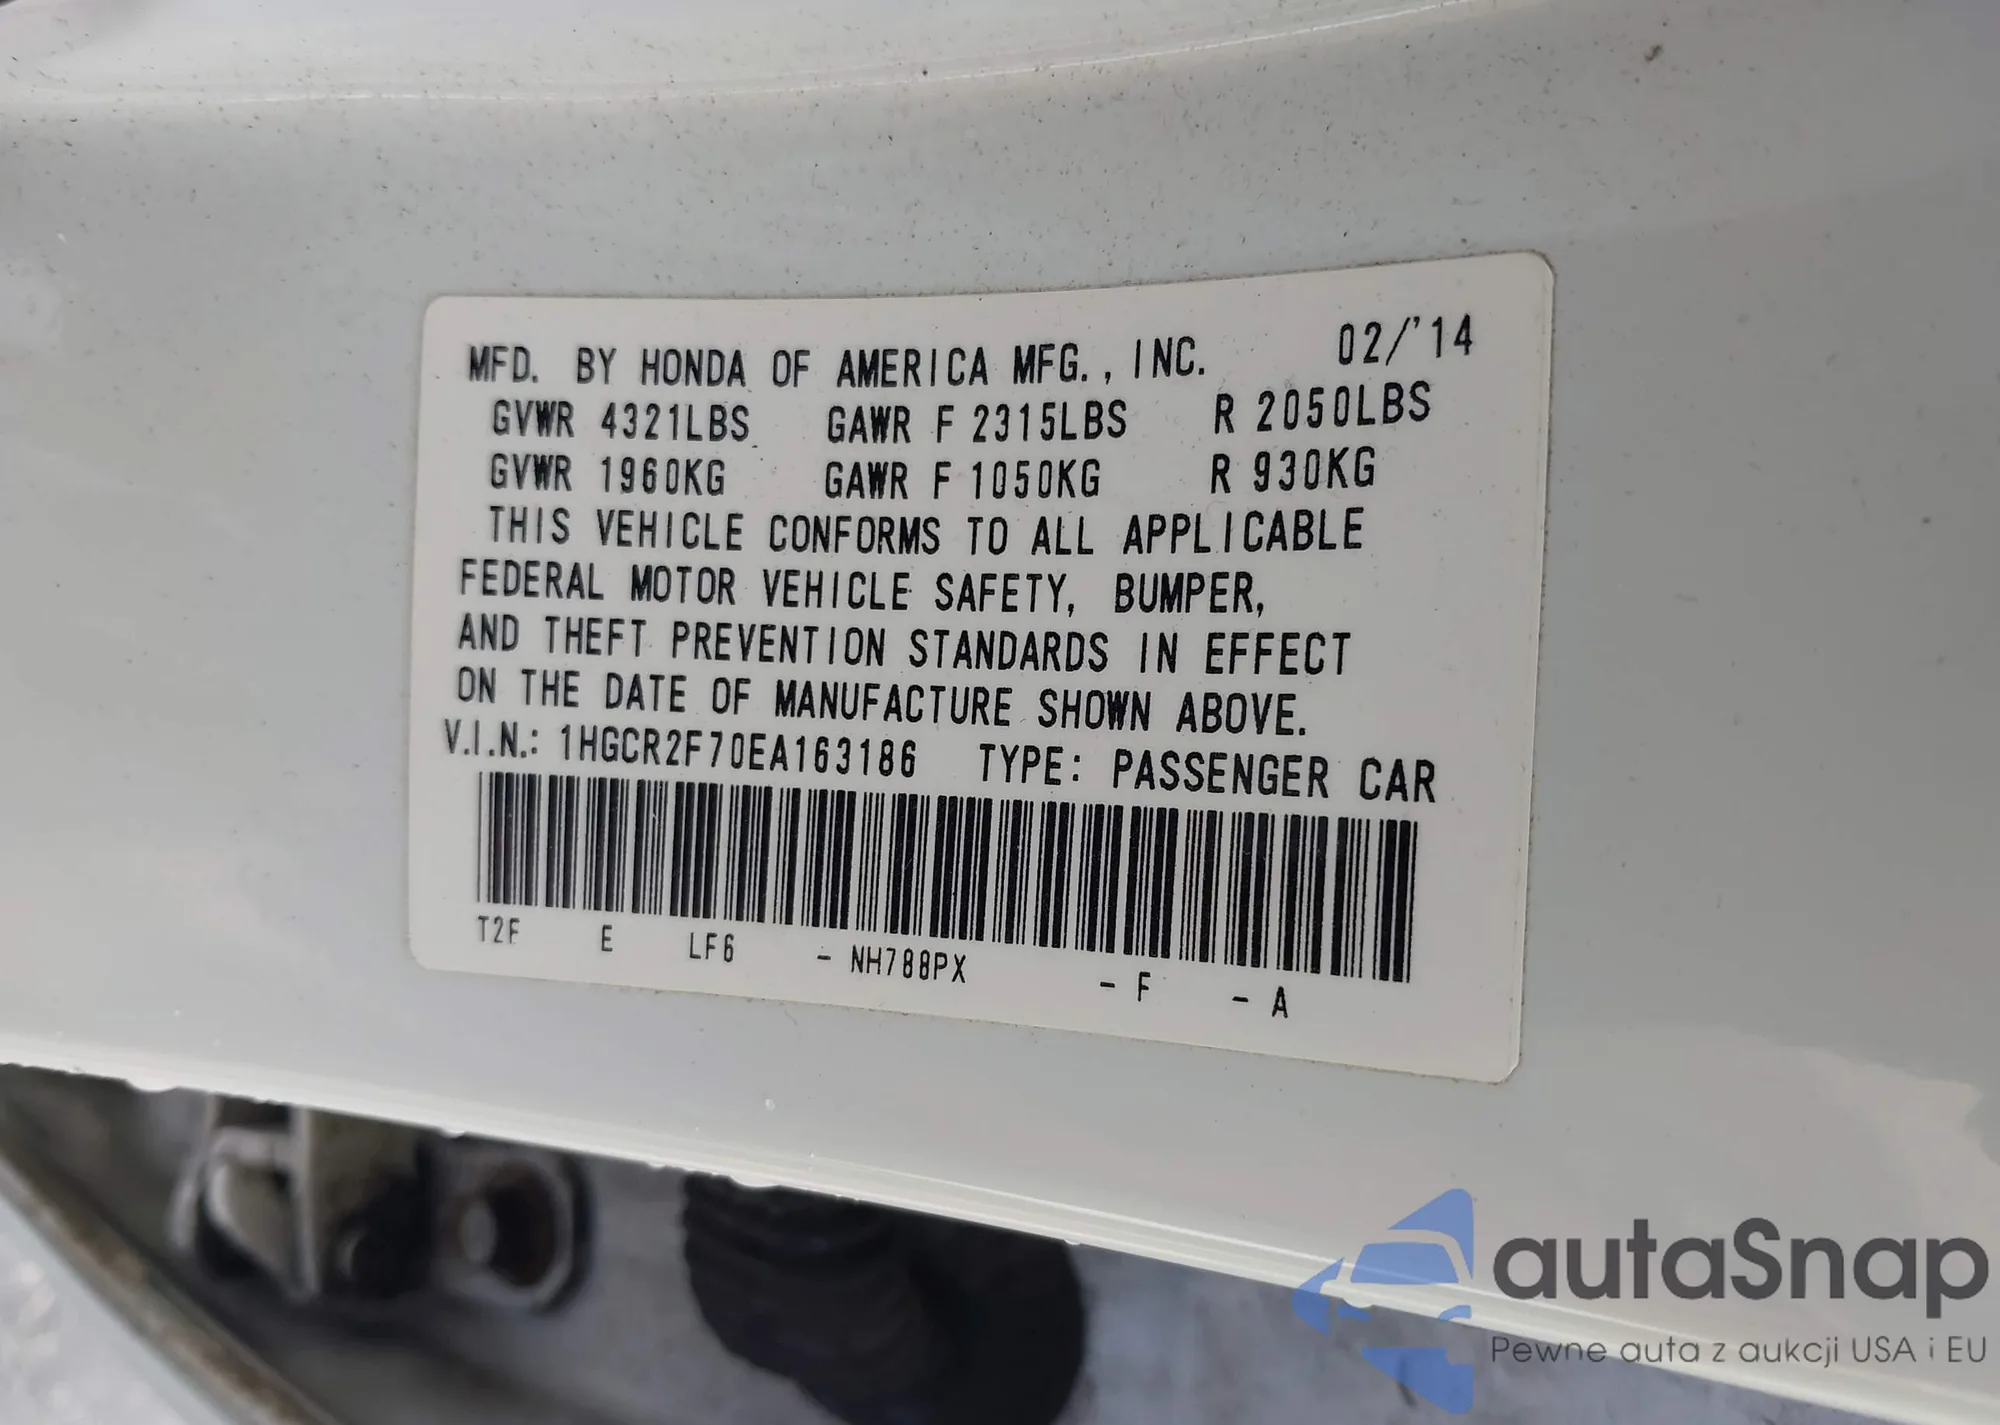 MFD. BY HONDA OF AMERICA MFG., INC. 02/'14
GVWR 4321LBS GAWR F 2315LBS R 2050LBS
GVWR 1960KG GAWR F 1050KG R 930KG
THIS VEHICLE CONFORMS TO ALL APPLICABLE
FEDERAL MOTOR VEHICLE SAFETY, BUMPER,
AND THEFT PREVENTION STANDARDS IN EFFECT
ON THE DATE OF MANUFACTURE SHOWN ABOVE.
V.I.N.: 1HGCR2F70EA163186 TYPE: PASSENGER CAR
T2F E LF6 - NH788PX - F - A
autaSnap
Pewne auta z aukcji USA i EU